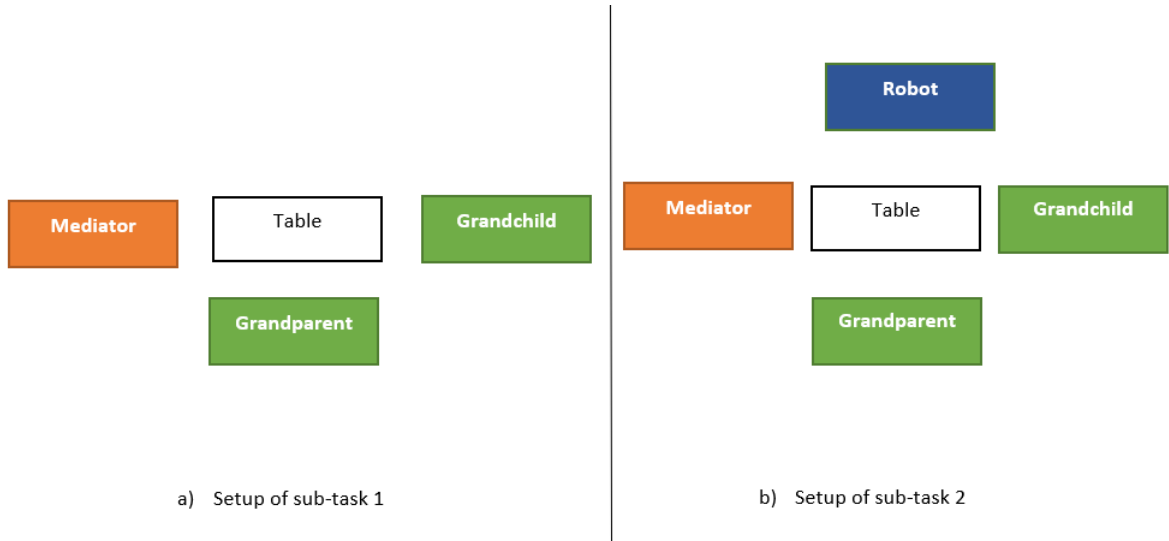 Mediator
Table
Grandchild
Grandparent
a) Setup of sub-task 1
Robot
Mediator
Table
Grandchild
Grandparent
b) Setup of sub-task 2